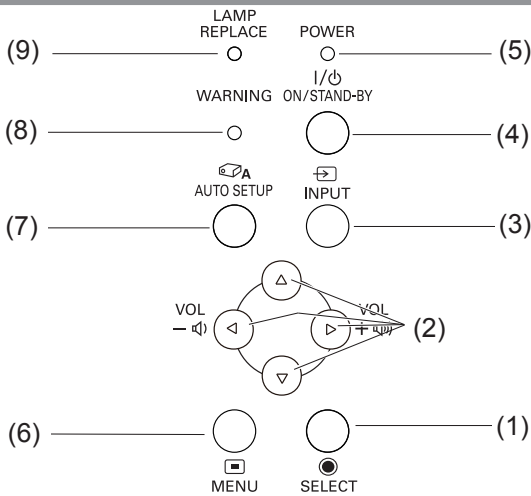 LAMP
REPLACE
POWER
(9)
(5)
I/⏻
WARNING
ON/STAND-BY
(8)
(4)
A
AUTO SETUP
INPUT
(7)
(3)
VOL
–
VOL
+
(2)
(6)
(1)
MENU
SELECT